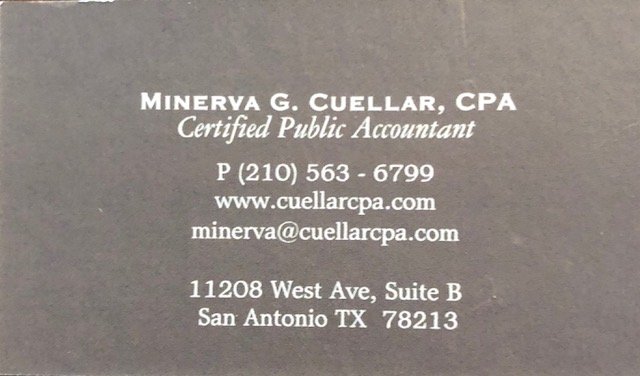 MINERVA G. CUELLAR, CPA
Certified Public Accountant
P (210) 563 - 6799
www.cuellarcpa.com
minerva@cuellarcpa.com
11208 West Ave, Suite B
San Antonio TX 78213